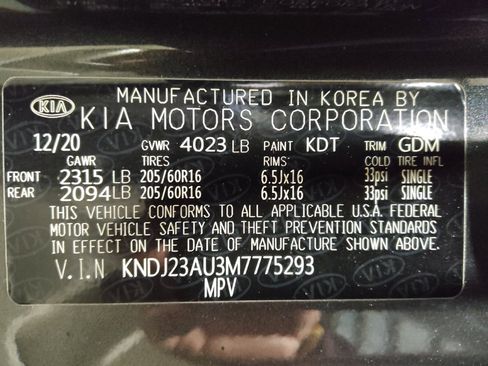 MANUFACTURED IN KOREA BY
KIA KIA MOTORS CORPORATION
12/20 GVWR 4023 LB PAINT KDT TRIM GDM
GAWR TIRES RIMS: COLD TIRE INFL
FRONT 2315 LB 205/60R16 6.5Jx16 33psi SINGLE
REAR 2094 LB 205/60R16 6.5Jx16 33psi SINGLE
THIS VEHICLE CONFORMS TO ALL APPLICABLE U.S.A. FEDERAL
MOTOR VEHICLE SAFETY AND THEFT PREVENTION STANDARDS
IN EFFECT ON THE DATE OF MANUFACTURE SHOWN ABOVE.
V.I.N KNDJ23AU3M7775293
MPV